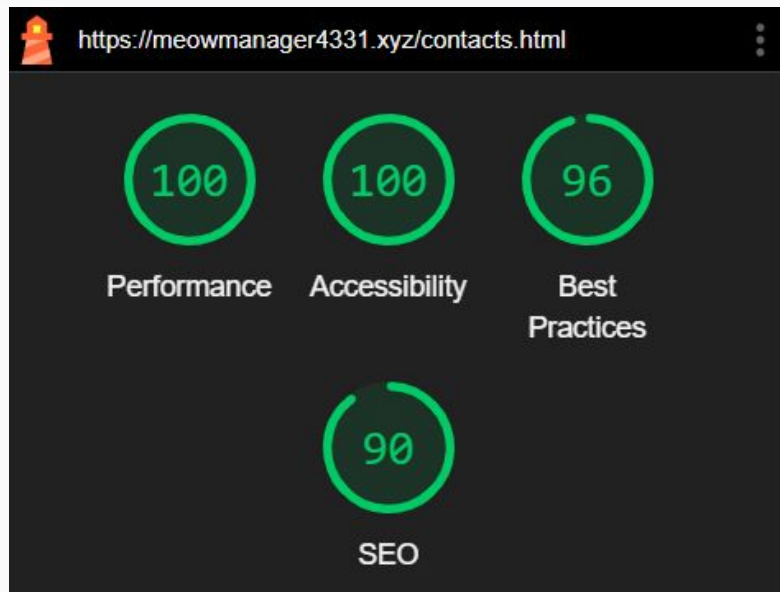 https://meowmanager4331.xyz/contacts.html
100
100
96
Performance
Accessibility
Best
Practices
90
SEO